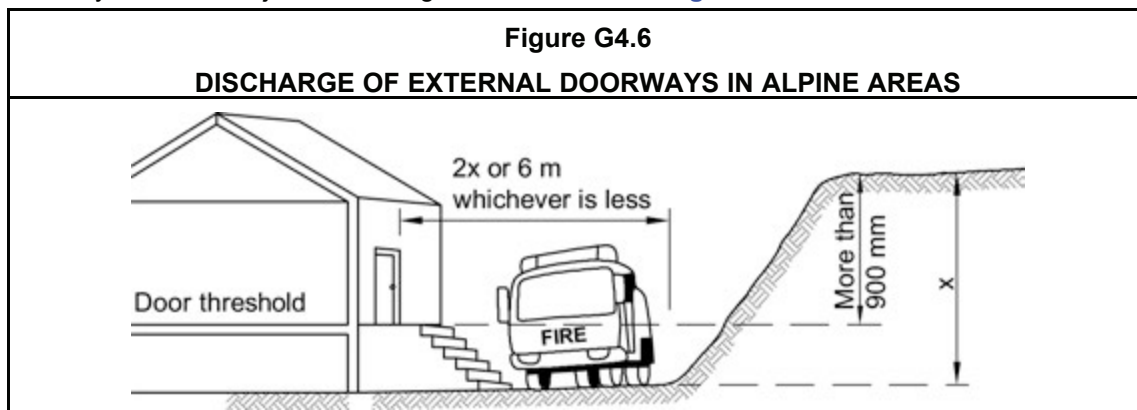 Figure G4.6
DISCHARGE OF EXTERNAL DOORWAYS IN ALPINE AREAS
2x or 6 m
whichever is less
More than
900 mm
x
Door threshold
FIRE